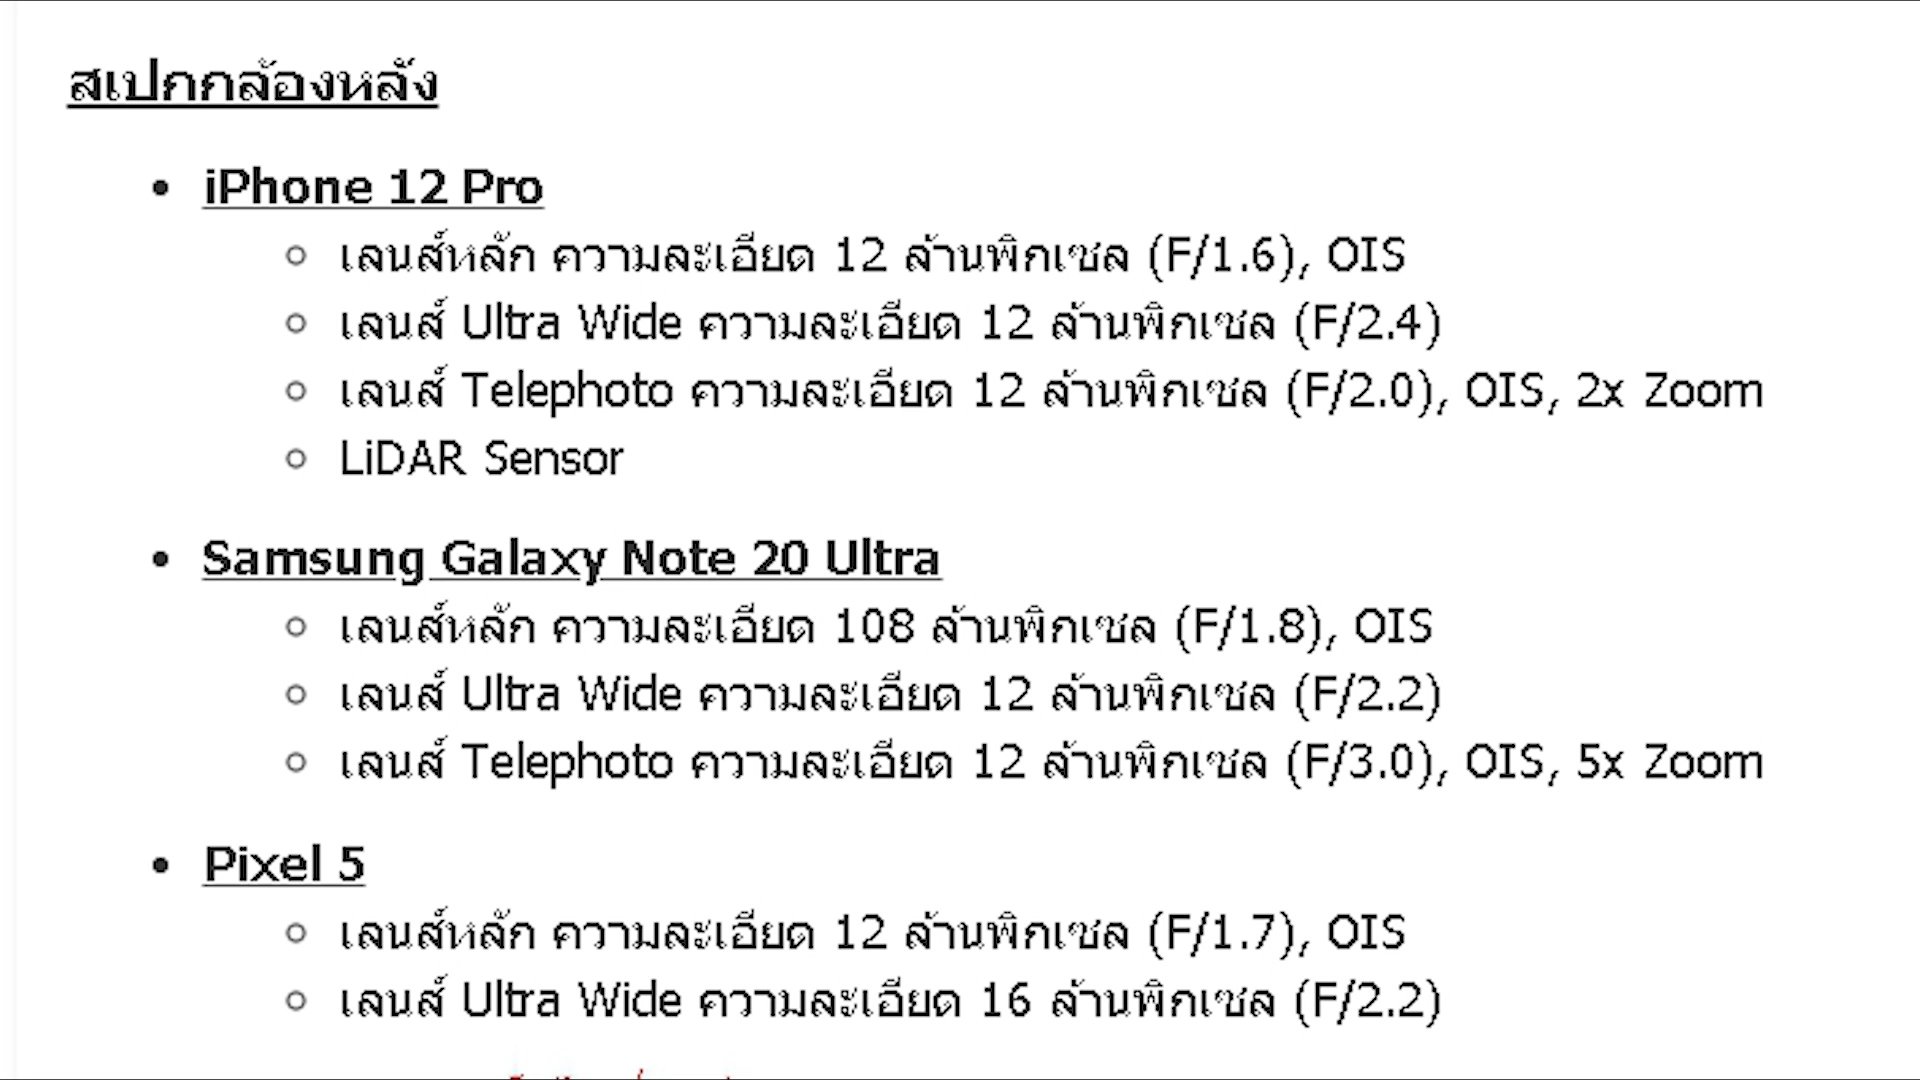 สเปกกล้องหลัง
iPhone 12 Pro
เลนส์หลัก ความละเอียด 12 ล้านพิกเซล (F/1.6), OIS
เลนส์ Ultra Wide ความละเอียด 12 ล้านพิกเซล (F/2.4)
เลนส์ Telephoto ความละเอียด 12 ล้านพิกเซล (F/2.0), OIS, 2x Zoom
LiDAR Sensor
Samsung Galaxy Note 20 Ultra
เลนส์หลัก ความละเอียด 108 ล้านพิกเซล (F/1.8), OIS
เลนส์ Ultra Wide ความละเอียด 12 ล้านพิกเซล (F/2.2)
เลนส์ Telephoto ความละเอียด 12 ล้านพิกเซล (F/3.0), OIS, 5x Zoom
Pixel 5
เลนส์หลัก ความละเอียด 12 ล้านพิกเซล (F/1.7), OIS
เลนส์ Ultra Wide ความละเอียด 16 ล้านพิกเซล (F/2.2)